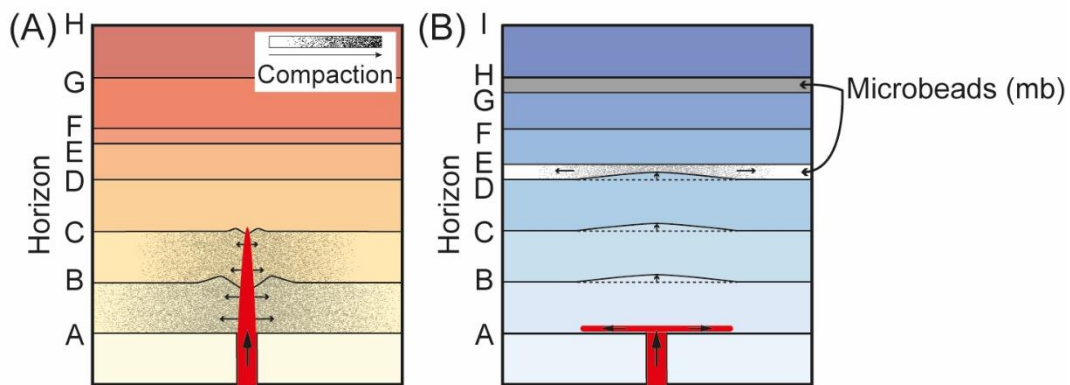 (A)
H
G
F
E
D
C
B
A
Horizon
Compaction
(B)
I
H
G
F
E
D
C
B
A
Horizon
Microbeads (mb)